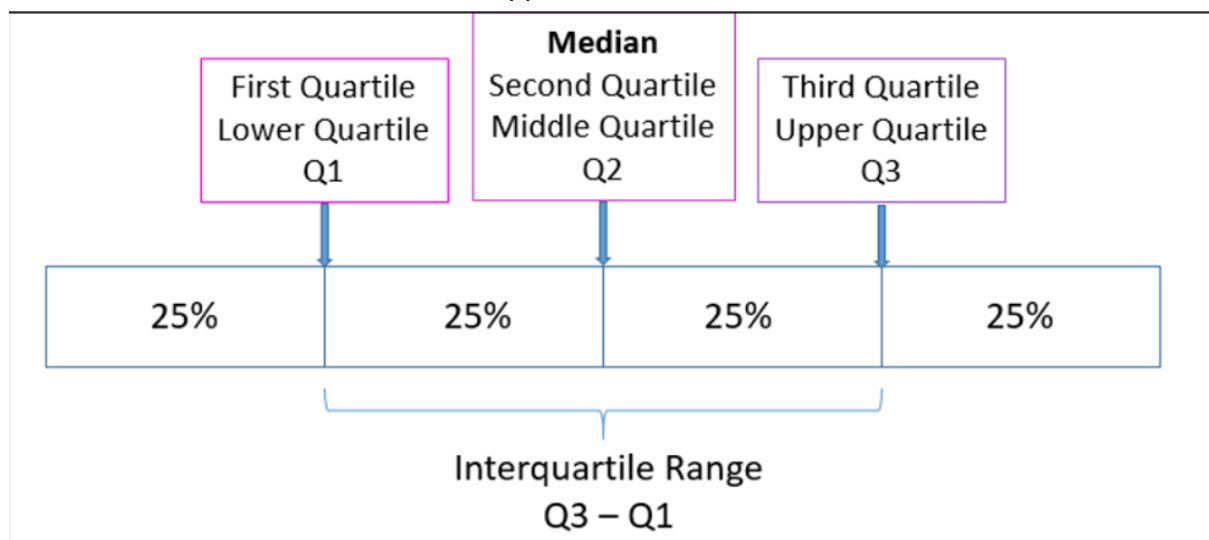 First Quartile
Lower Quartile
Q1
Median
Second Quartile
Middle Quartile
Q2
Third Quartile
Upper Quartile
Q3
25%
25%
25%
25%
Interquartile Range
Q3 – Q1